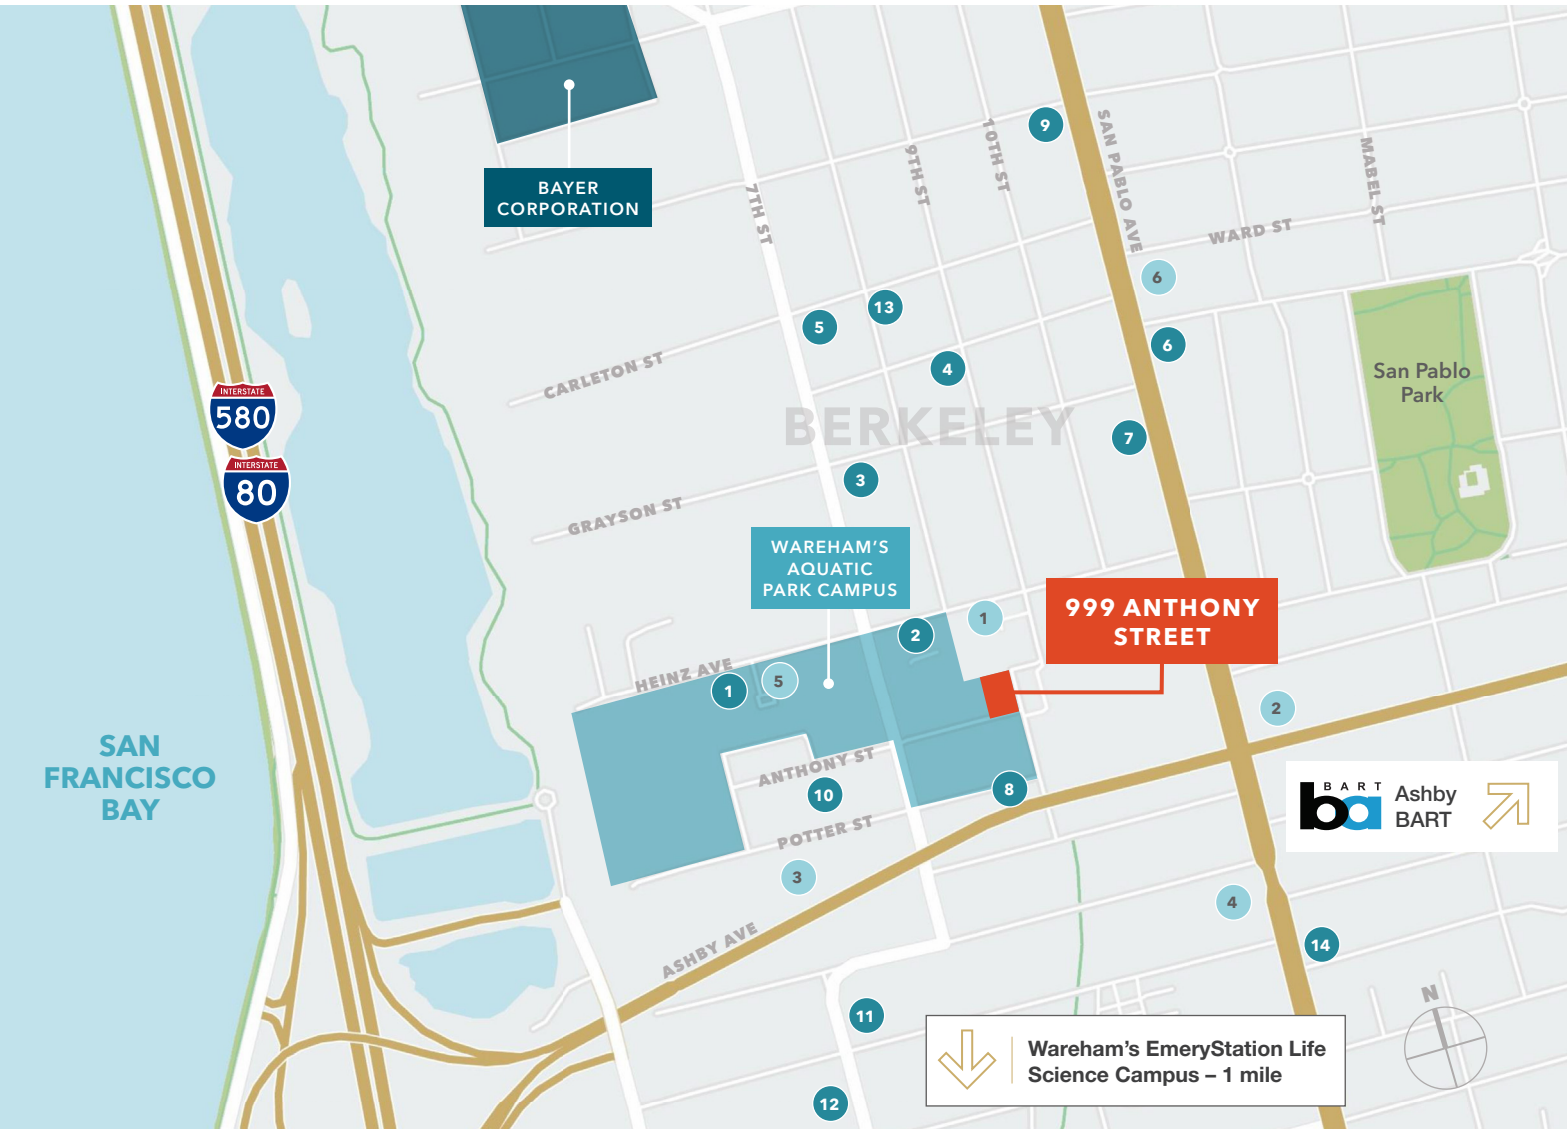 BAYER
CORPORATION
9
SAN PABLO AVE
10TH ST
9TH ST
7TH ST
MABEL ST
WARD ST
6
13
5
6
4
CARLETON ST
San Pablo
Park
INTERSTATE
580
BERKELEY
7
INTERSTATE
80
3
GRAYSON ST
WAREHAM'S
AQUATIC
PARK CAMPUS
999 ANTHONY
STREET
1
2
HEINZ AVE
1
5
2
SAN
FRANCISCO
BAY
ANTHONY ST
10
8
BART
ba
Ashby
BART
POTTER ST
3
4
ASHBY AVE
14
N
11
Wareham's EmeryStation Life
Science Campus – 1 mile
12